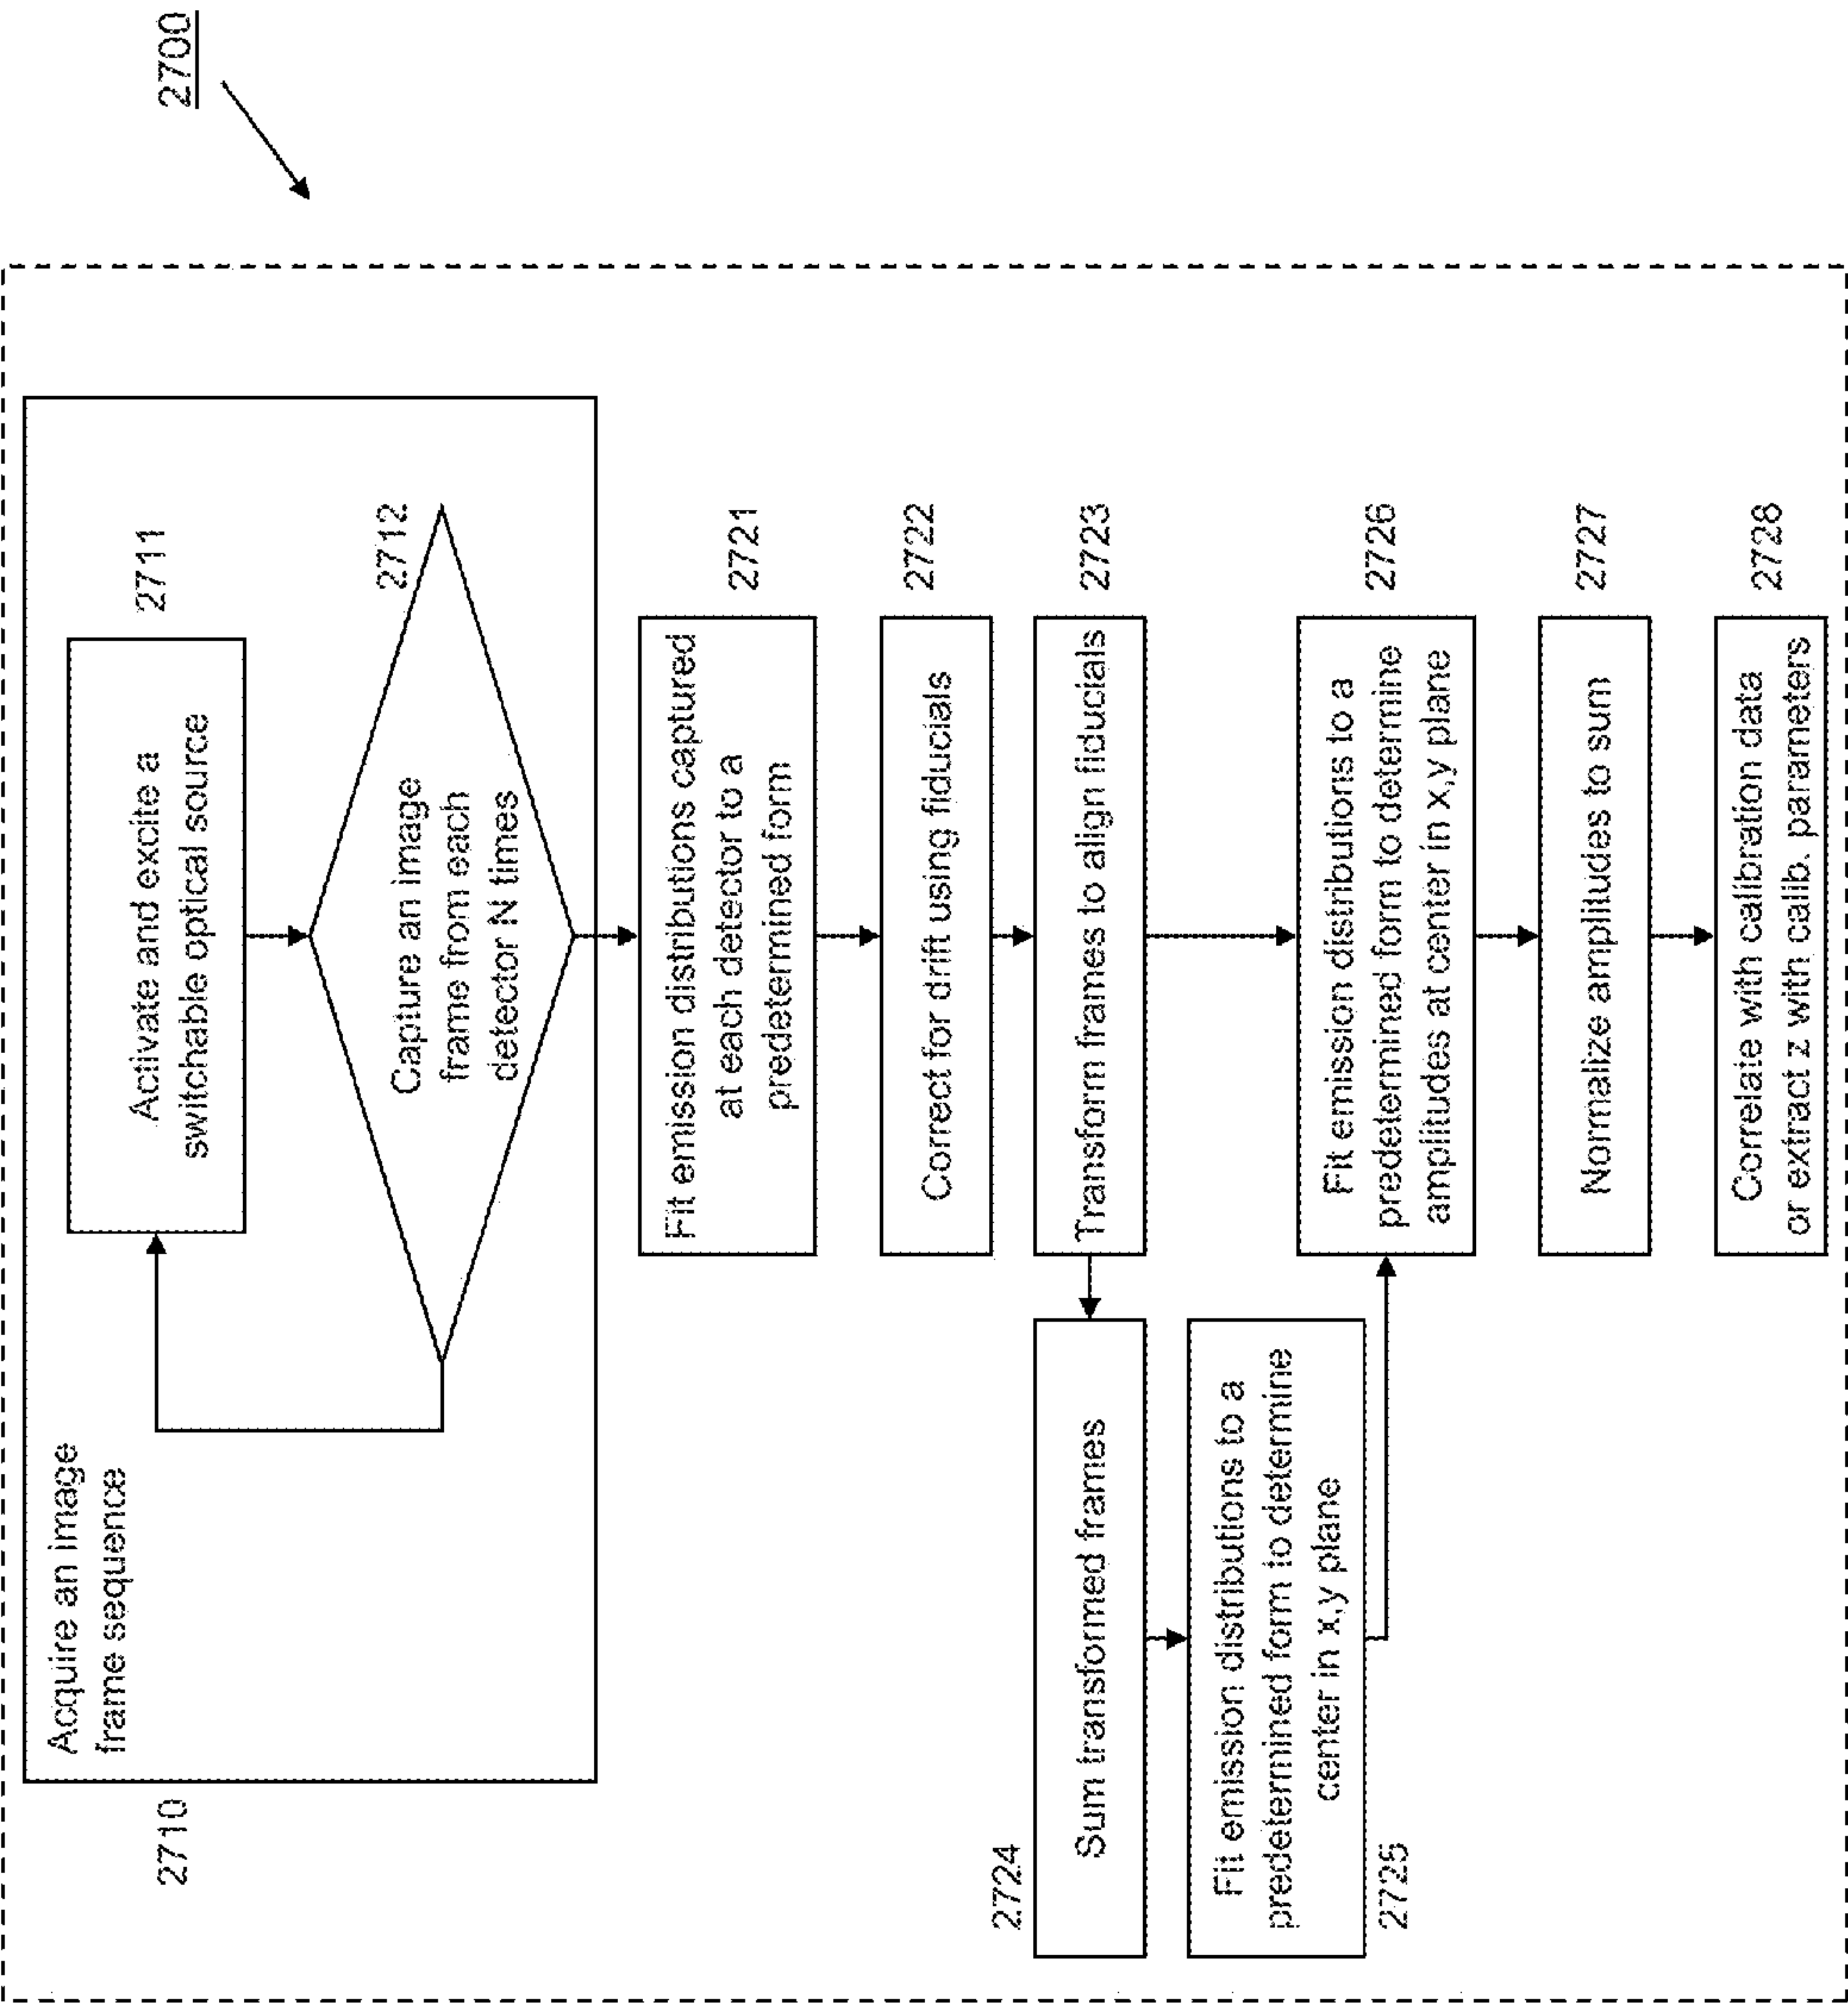 2700
2710
Acquire an image
frame sequence
2711
Activate and excite a
switchable optical source
2712
Capture an image
frame from each
detector N times
2721
Fit emission distributions captured
at each detector to a
predetermined form
2722
Correct for drift using fiducials
2723
Transform frames to align fiducials
2724
Sum transformed frames
Fit emission distributions to a
predetermined form to determine
center in x,y plane
2725
2726
Fit emission distributions to a
predetermined form to determine
amplitudes at center in x,y plane
2727
Normalize amplitudes to sum
2728
Correlate with calibration data
or extract z with calib. parameters